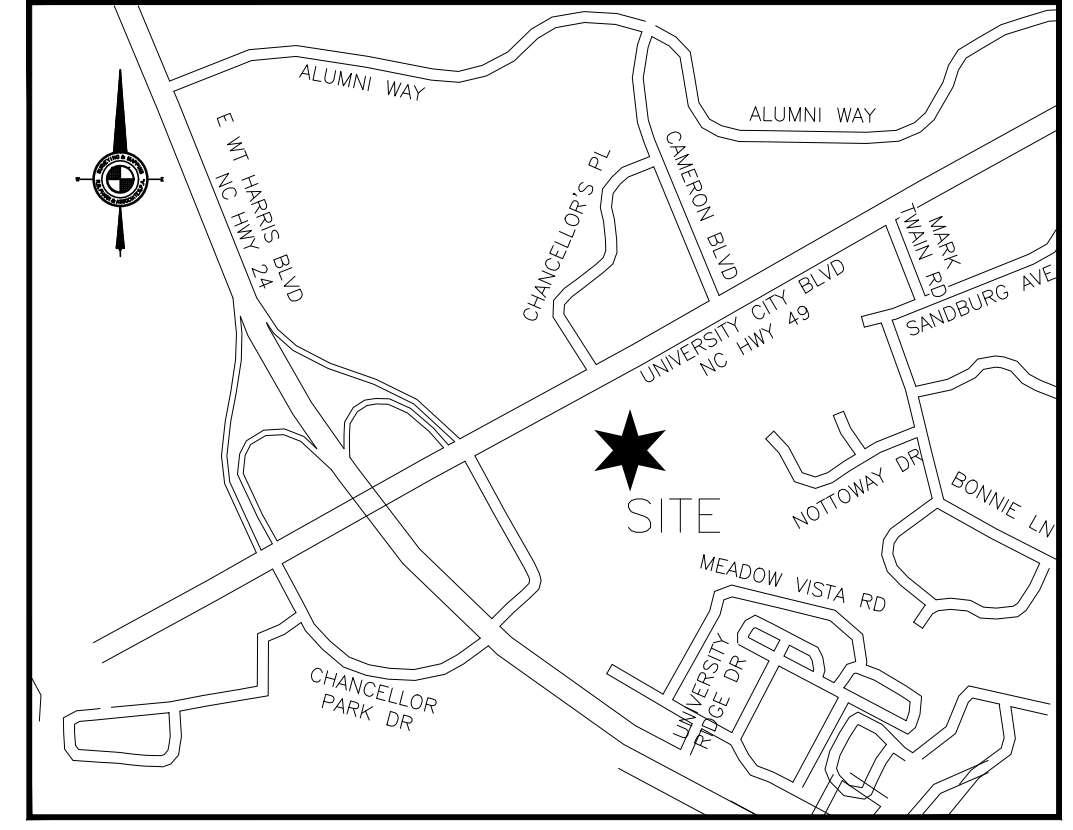 ALUMNI WAY
ALUMNI WAY
E WT HARRIS BLVD
NC HWY 24
CHANCELLOR'S PL
CAMERON BLVD
MARK
TWAIN RD
UNIVERSITY CITY BLVD
NC HWY 49
SANDBURG AVE
NOTTOWAY DR
BONNIE LN
SITE
MEADOW VISTA RD
UNIVERSITY
RIDGE DR
CHANCELLOR
PARK DR